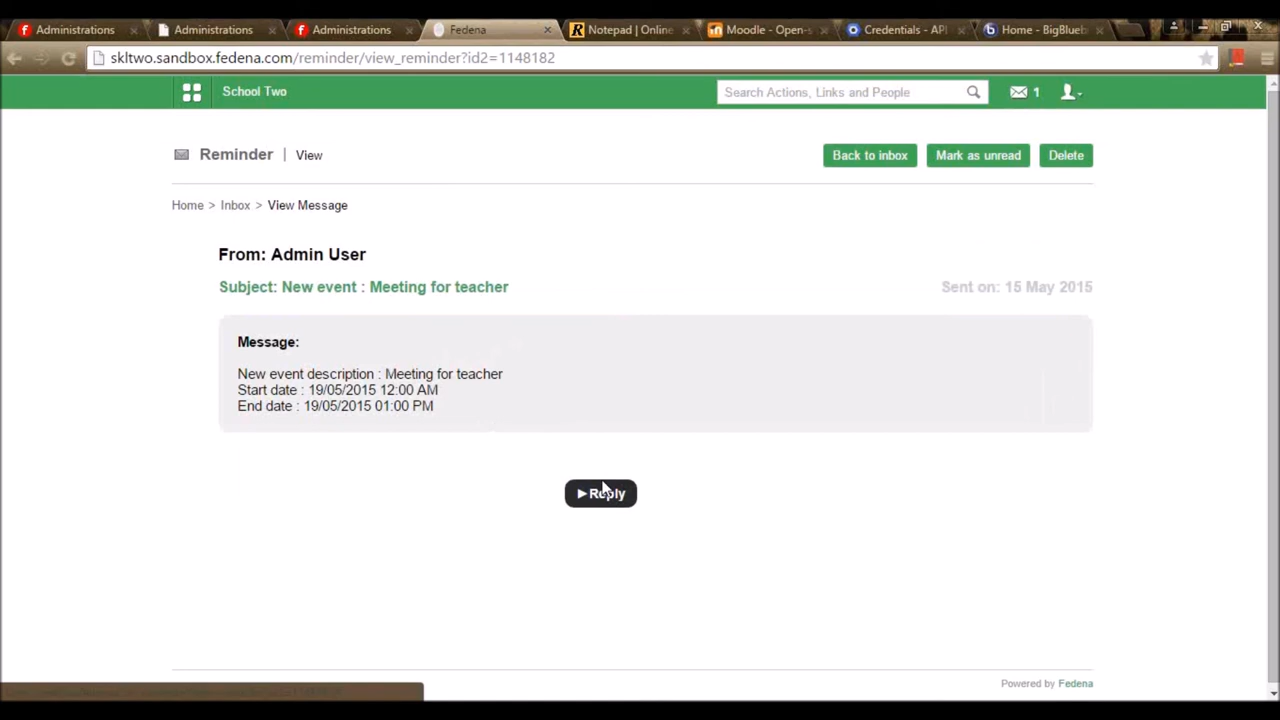 Administrations
Administrations
Administrations
Fedena
Notepad | Online
Moodle - Open-s
Credentials - API
Home - BigBlueb
skltwo.sandbox.fedena.com/reminder/view_reminder?id2=1148182
School Two
Search Actions, Links and People
1
Reminder | View
Back to inbox
Mark as unread
Delete
Home > Inbox > View Message
From: Admin User
Subject: New event : Meeting for teacher
Sent on: 15 May 2015
Message:
New event description : Meeting for teacher
Start date : 19/05/2015 12:00 AM
End date : 19/05/2015 01:00 PM
Reply
Powered by Fedena